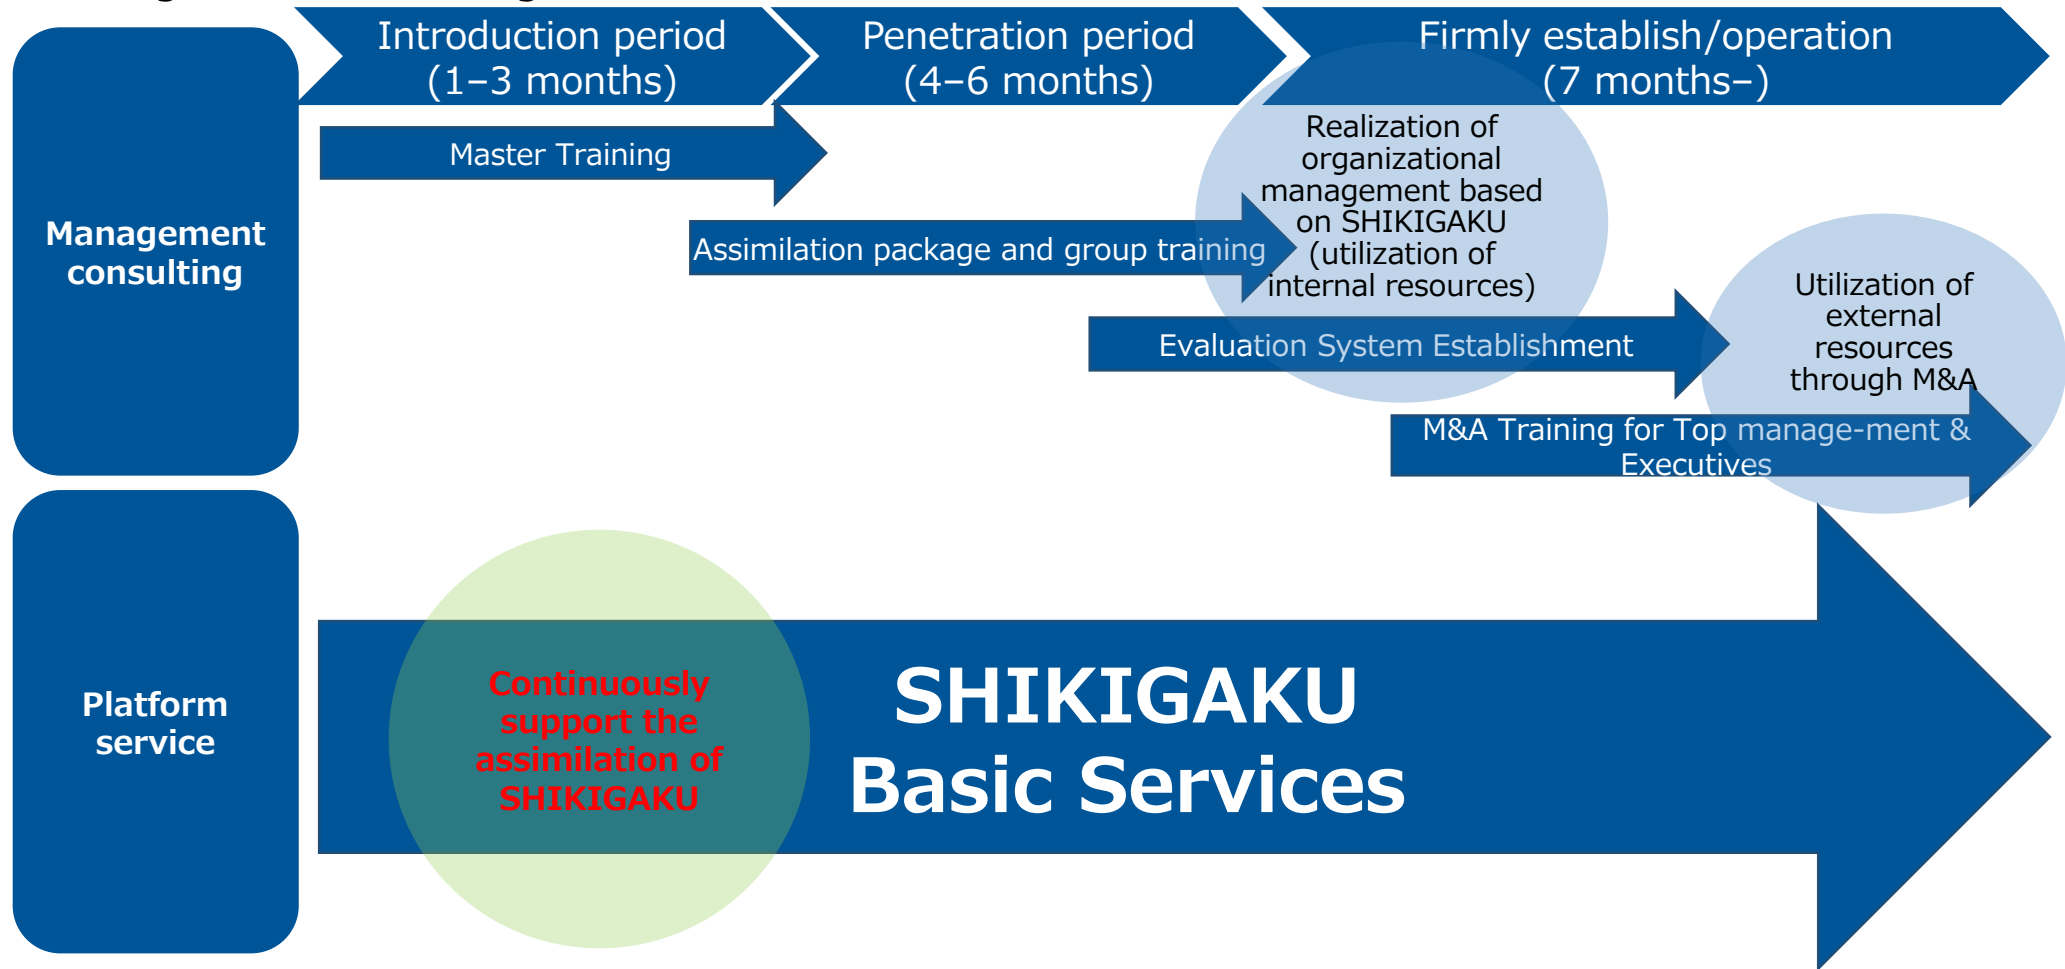 Introduction period
(1–3 months)
Penetration period
(4–6 months)
Firmly establish/operation
(7 months–)
Management
consulting
Master Training
Assimilation package and group training
Realization of
organizational
management based
on SHIKIGAKU
(utilization of
internal resources)
Evaluation System Establishment
Utilization of
external
resources
through M&A
M&A Training for Top manage-ment &
Executives
Platform
service
Continuously
support the
assimilation of
SHIKIGAKU
SHIKIGAKU
Basic Services